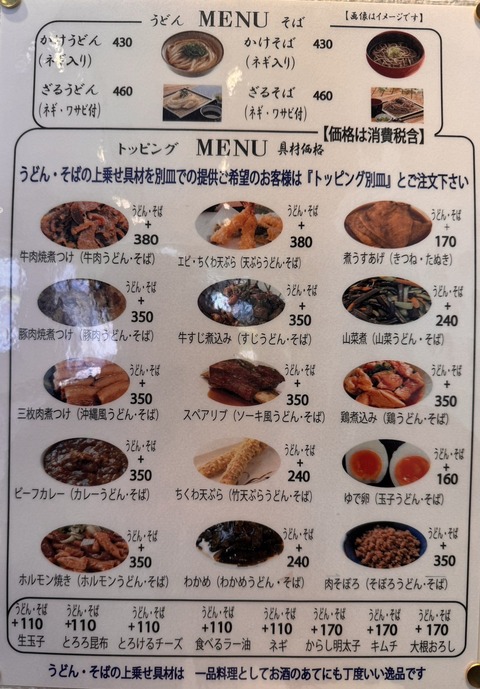 うどん MENU そば 【画像はイメージです】
かけうどん 430 かけそば 430
(ネギ入り) (ネギ入り)
ざるうどん 460 ざるそば 460
(ネギ・ワサビ付) (ネギ・ワサビ付)
【価格は消費税含】
トッピング MENU 具材価格
うどん・そばの上乗せ具材を別皿での提供ご希望のお客様は『トッピング別皿』とご注文下さい
うどん・そば うどん・そば うどん・そば
+ + +
380 380 170
牛肉焼煮つけ (牛肉うどん・そば) エビ・ちくわ天ぷら (天ぷらうどん・そば) 煮うすあげ (きつね・たぬき)
うどん・そば うどん・そば うどん・そば
+ + +
350 350 240
豚肉焼煮つけ (豚肉うどん・そば) 牛すじ煮込み (すじうどん・そば) 山菜煮 (山菜うどん・そば)
うどん・そば うどん・そば うどん・そば
+ + +
350 350 350
三枚肉煮つけ (沖縄風うどん・そば) スペアリブ (ソーキ風うどん・そば) 鶏煮込み (鶏うどん・そば)
うどん・そば うどん・そば うどん・そば
+ + +
350 240 160
ビーフカレー (カレーうどん・そば) ちくわ天ぷら (竹天ぷらうどん・そば) ゆで卵 (玉子うどん・そば)
うどん・そば うどん・そば うどん・そば
+ + +
350 240 350
ホルモン焼き (ホルモンうどん・そば) わかめ (わかめうどん・そば) 肉そぼろ (そぼろうどん・そば)
うどん・そば うどん・そば うどん・そば うどん・そば うどん・そば うどん・そば うどん・そば うどん・そば
+110 +110 +110 +110 +110 +170 +170 +170
生玉子 とろろ昆布 とろけるチーズ 食べるラー油 ネギ からし明太子 キムチ 大根おろし
うどん・そばの上乗せ具材は 一品料理としてお酒のあてにも丁度いい逸品です